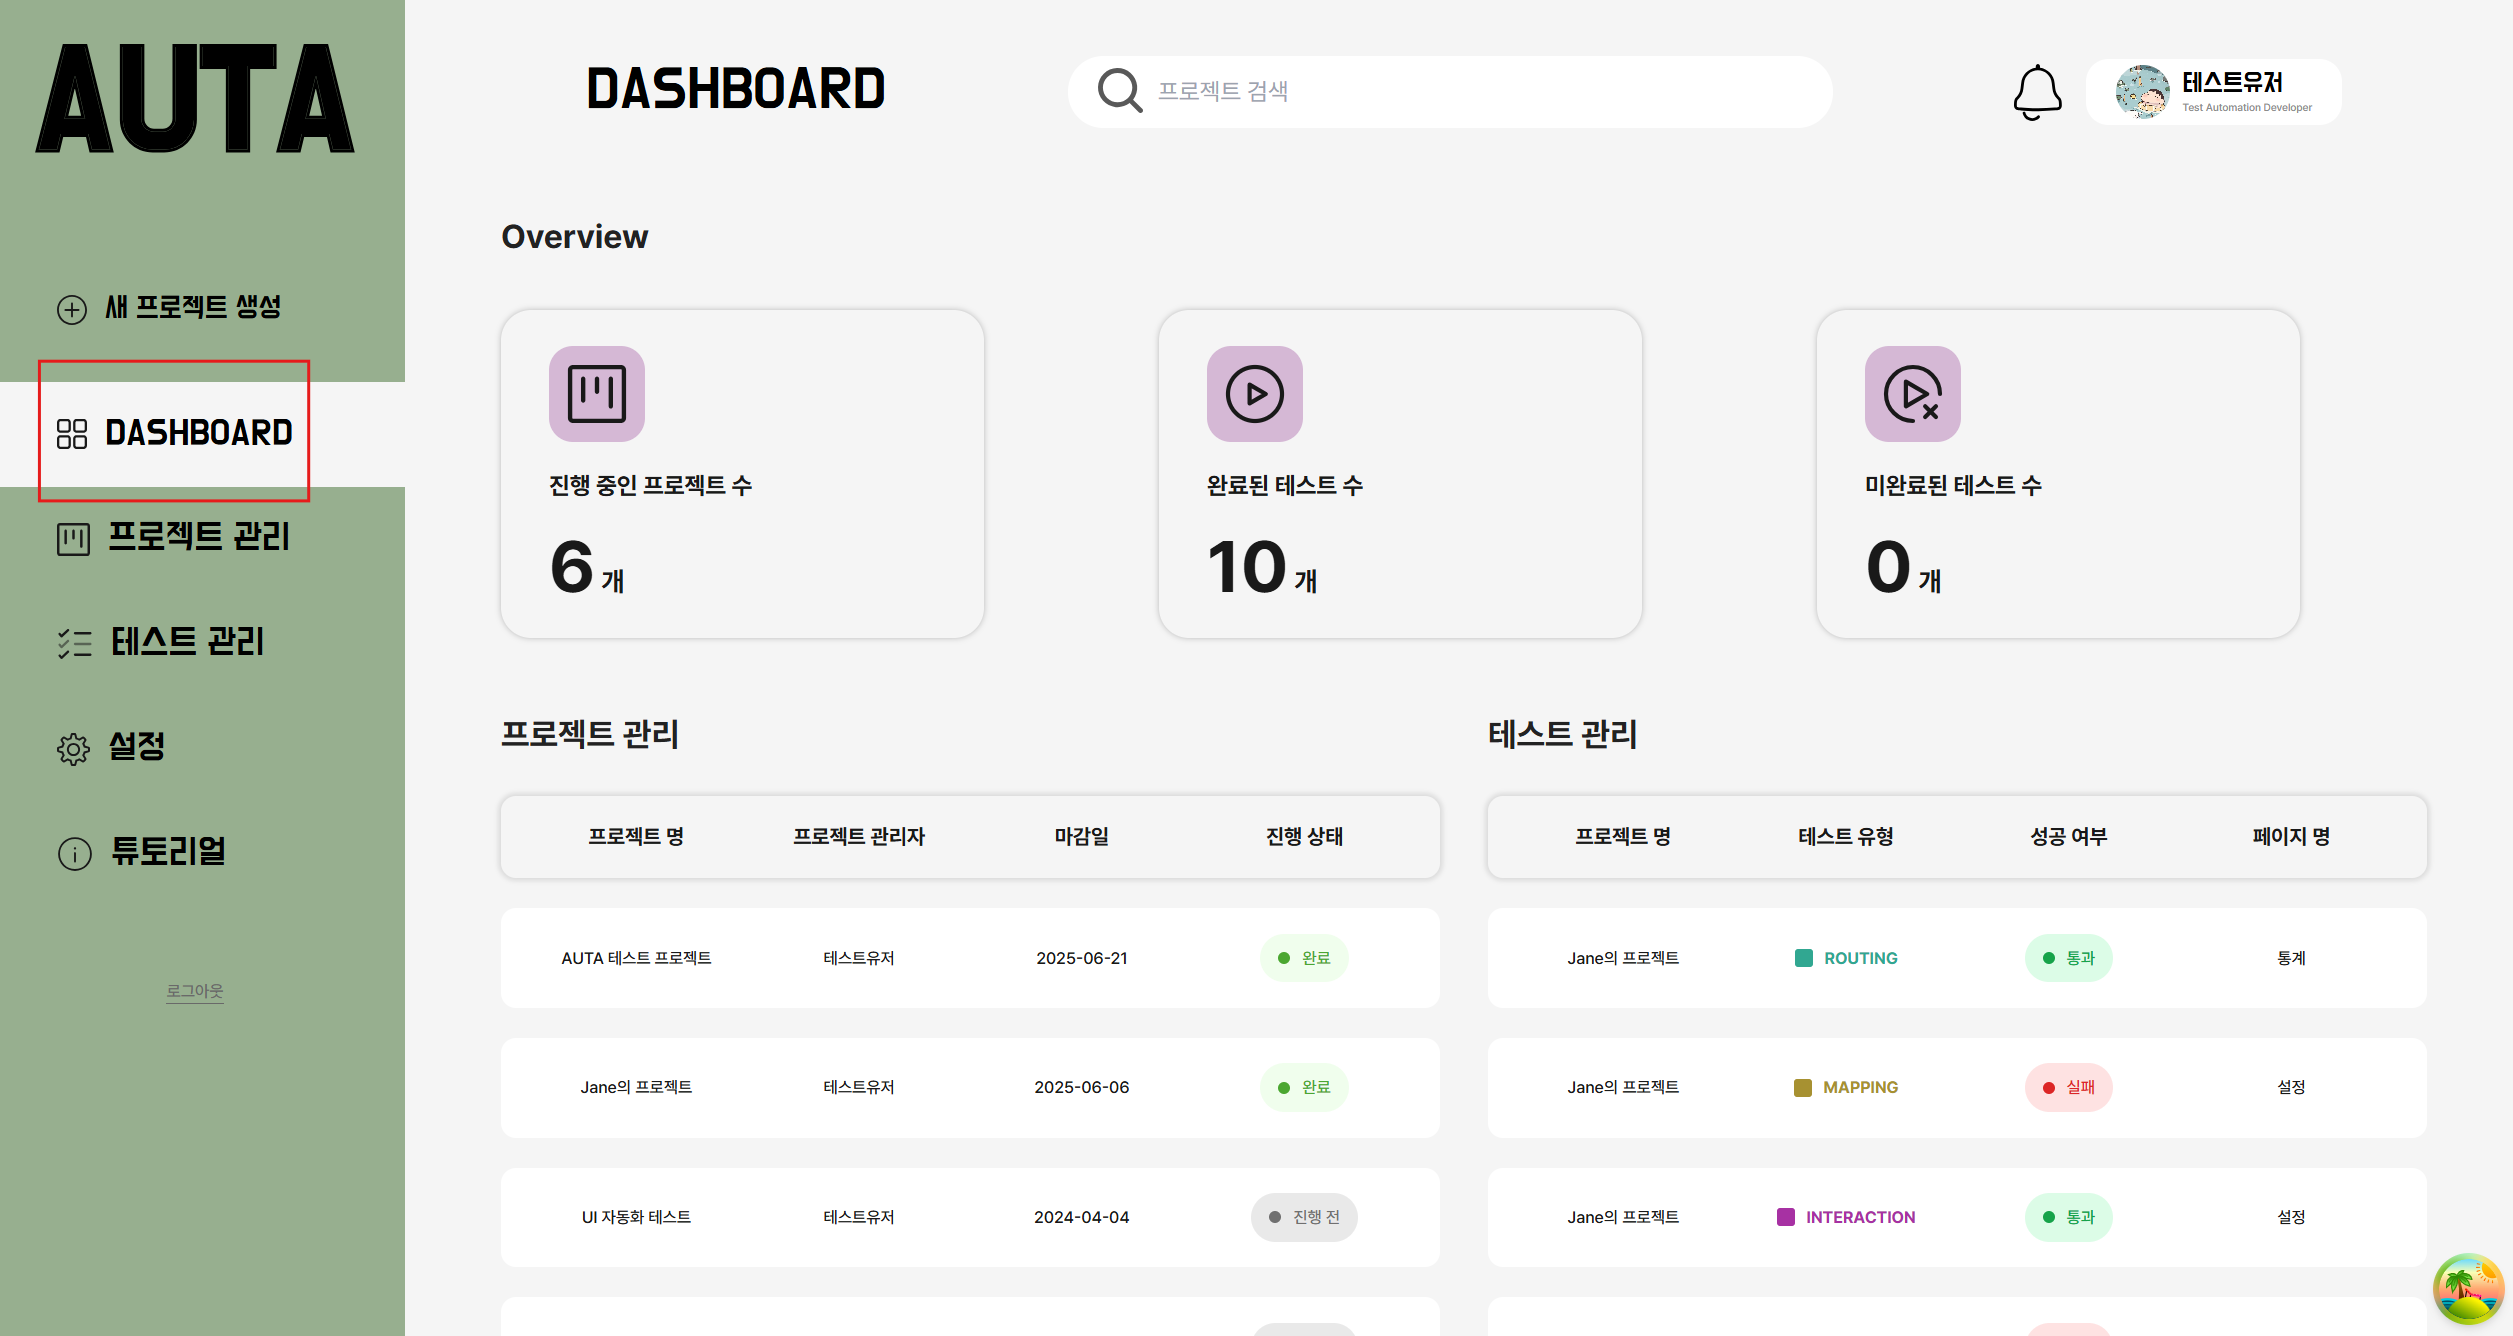 AUTA
새 프로젝트 생성
DASHBOARD
프로젝트 관리
테스트 관리
설정
튜토리얼
로그아웃
DASHBOARD
프로젝트 검색
테스트유저
Test Automation Developer
Overview
진행 중인 프로젝트 수
6 개
완료된 테스트 수
10 개
미완료된 테스트 수
0 개
프로젝트 관리
프로젝트 명 프로젝트 관리자 마감일 진행 상태
AUTA 테스트 프로젝트 테스트유저 2025-06-21 완료
Jane의 프로젝트 테스트유저 2025-06-06 완료
UI 자동화 테스트 테스트유저 2024-04-04 진행 전
테스트 관리
프로젝트 명 테스트 유형 성공 여부 페이지 명
Jane의 프로젝트 ROUTING 통과 통계
Jane의 프로젝트 MAPPING 실패 설정
Jane의 프로젝트 INTERACTION 통과 설정